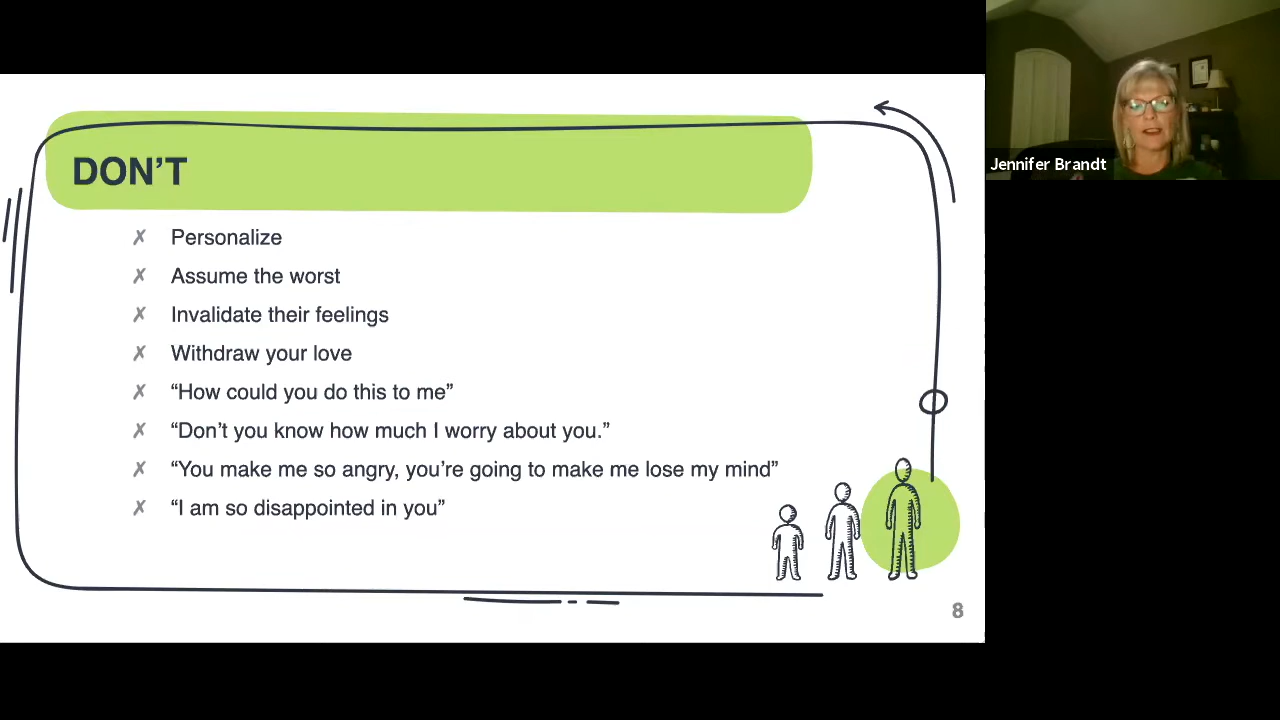 DON'T
✗ Personalize
✗ Assume the worst
✗ Invalidate their feelings
✗ Withdraw your love
✗ “How could you do this to me”
✗ “Don’t you know how much I worry about you.”
✗ “You make me so angry, you’re going to make me lose my mind”
✗ “I am so disappointed in you”
8
Jennifer Brandt